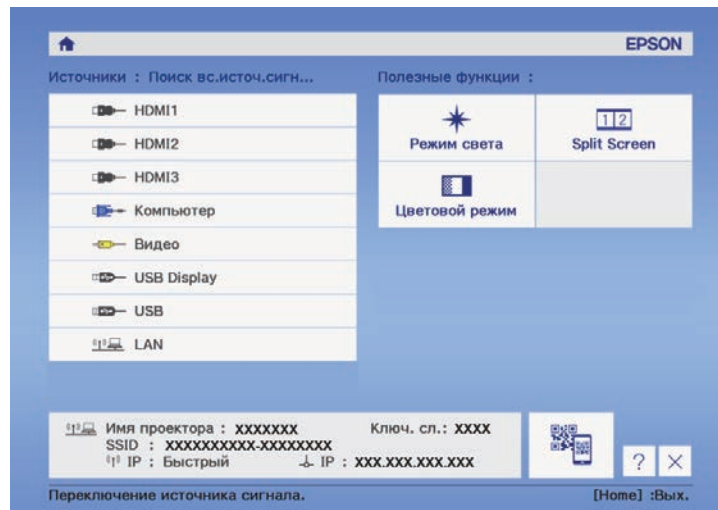 EPSON
Источники : Поиск вс.источ.сигн...
HDMI1
HDMI2
HDMI3
Компьютер
Видео
USB Display
USB
LAN
Полезные функции :
Режим света
1 2
Split Screen
Цветовой режим
Имя проектора : XXXXXXX Ключ. сл.: XXXX
SSID : XXXXXXXXXX-XXXXXXXX
IP : Быстрый IP : XXX.XXX.XXX.XXX
? ×
Переключение источника сигнала. [Home] :Вых.